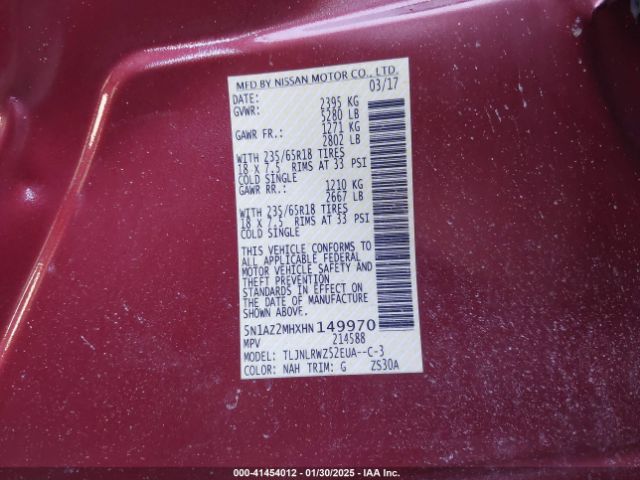 MFD BY NISSAN MOTOR CO., LTD.
DATE: 03/17
GVWR: 2395 KG
5280 LB
GAWR FR.: 1271 KG
2802 LB
WITH 235/65R18 TIRES
18 X 7.5 RIMS AT 33 PSI
COLD SINGLE
GAWR RR.: 1210 KG
2667 LB
WITH 235/65R18 TIRES
18 X 7.5 RIMS AT 33 PSI
COLD SINGLE
THIS VEHICLE CONFORMS TO
ALL APPLICABLE FEDERAL
MOTOR VEHICLE SAFETY AND
THEFT PREVENTION
STANDARDS IN EFFECT ON
THE DATE OF MANUFACTURE
SHOWN ABOVE.
5N1AZ2MHXHN149970
MPV 214588
MODEL: TLJNLRWZ52EUA--C-3
COLOR: NAH TRIM: G ZS30A
000-41454012 - 01/30/2025 - IAA Inc.